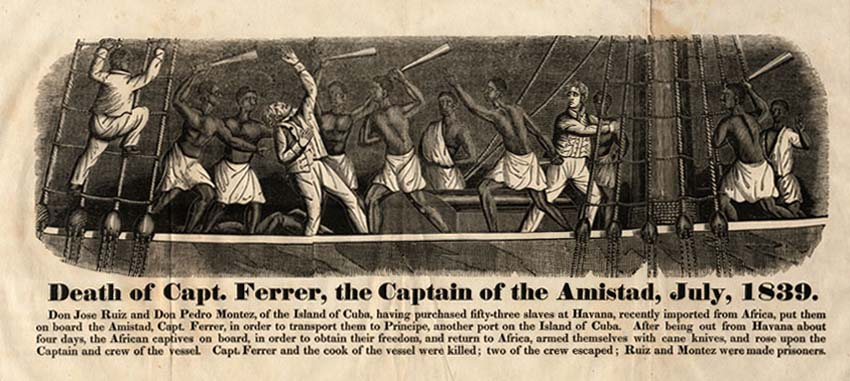 Death of Capt. Ferrer, the Captain of the Amistad, July, 1839.
Don Jose Ruiz and Don Pedro Montez, of the Island of Cuba, having purchased fifty-three slaves at Havana, recently imported from Africa, put them
on board the Amistad, Capt. Ferrer, in order to transport them to Principe, another port on the Island of Cuba. After being out from Havana about
four days, the African captives on board, in order to obtain their freedom, and return to Africa, armed themselves with cane knives, and rose upon the
Captain and crew of the vessel. Capt. Ferrer and the cook of the vessel were killed; two of the crew escaped; Ruiz and Montez were made prisoners.